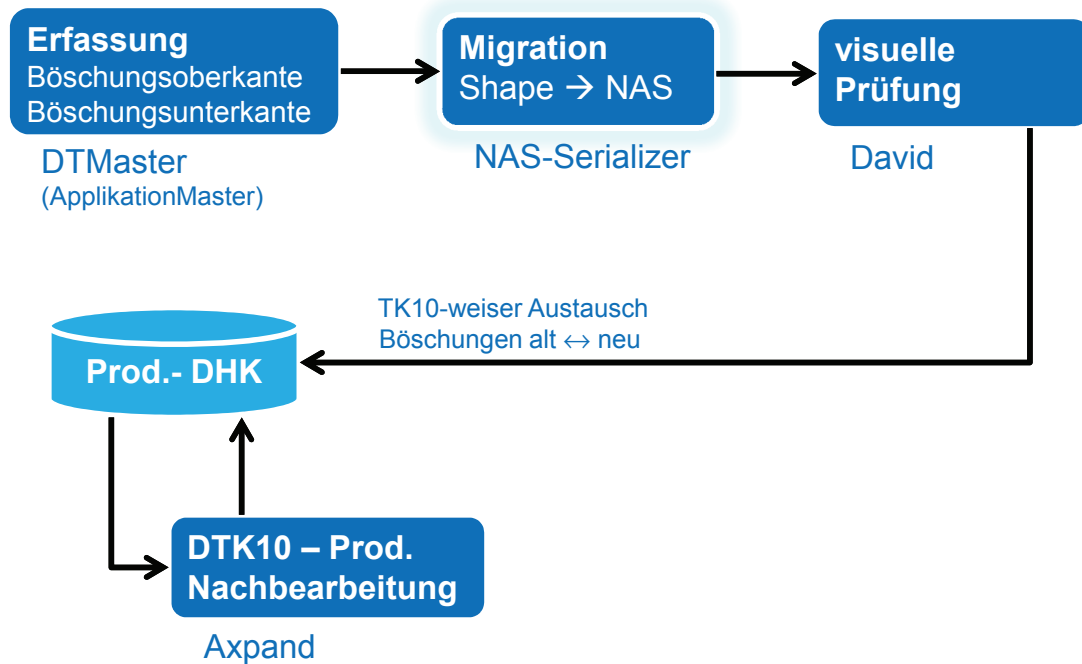 Erfassung
Böschungsoberkante
Böschungsunterkante
DTMaster
(ApplikationMaster)
Migration
Shape → NAS
NAS-Serializer
visuelle
Prüfung
David
TK10-weiser Austausch
Böschungen alt ↔ neu
Prod.- DHK
DTK10 – Prod.
Nachbearbeitung
Axpand